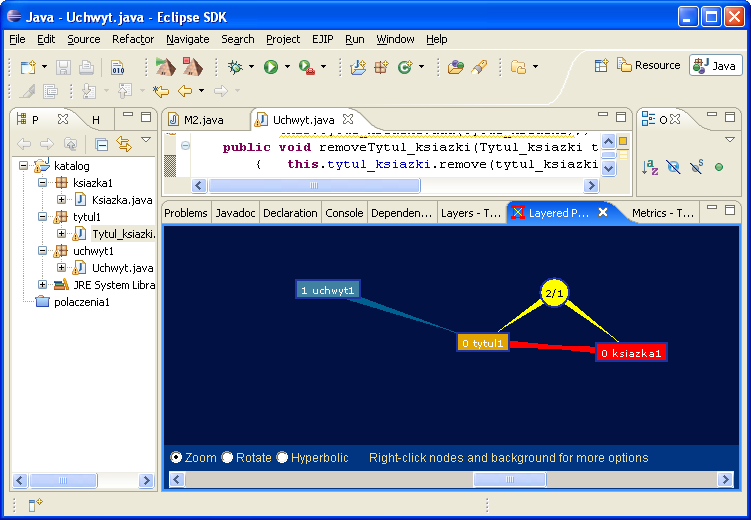 Java - Uchwyt.java - Eclipse SDK
File Edit Source Refactor Navigate Search Project EJIP Run Window Help
010 Resource Java
P H
M2.java Uchwyt.java
O
public void removeTytul_ksiazki(Tytul_ksiazki t
{ this.tytul_ksiazki.remove(tytul_ksiazki
katalog
ksiazka1
Ksiazka.java
tytul1
Tytul_ksiazki.
uchwyt1
Uchwyt.java
JRE System Libra
polaczenia1
Problems Javadoc Declaration Console Dependen... Layers - T... Layered P... Metrics - T...
1 uchwyt1
2/1
0 tytul1
0 ksiazka1
Zoom Rotate Hyperbolic Right-click nodes and background for more options